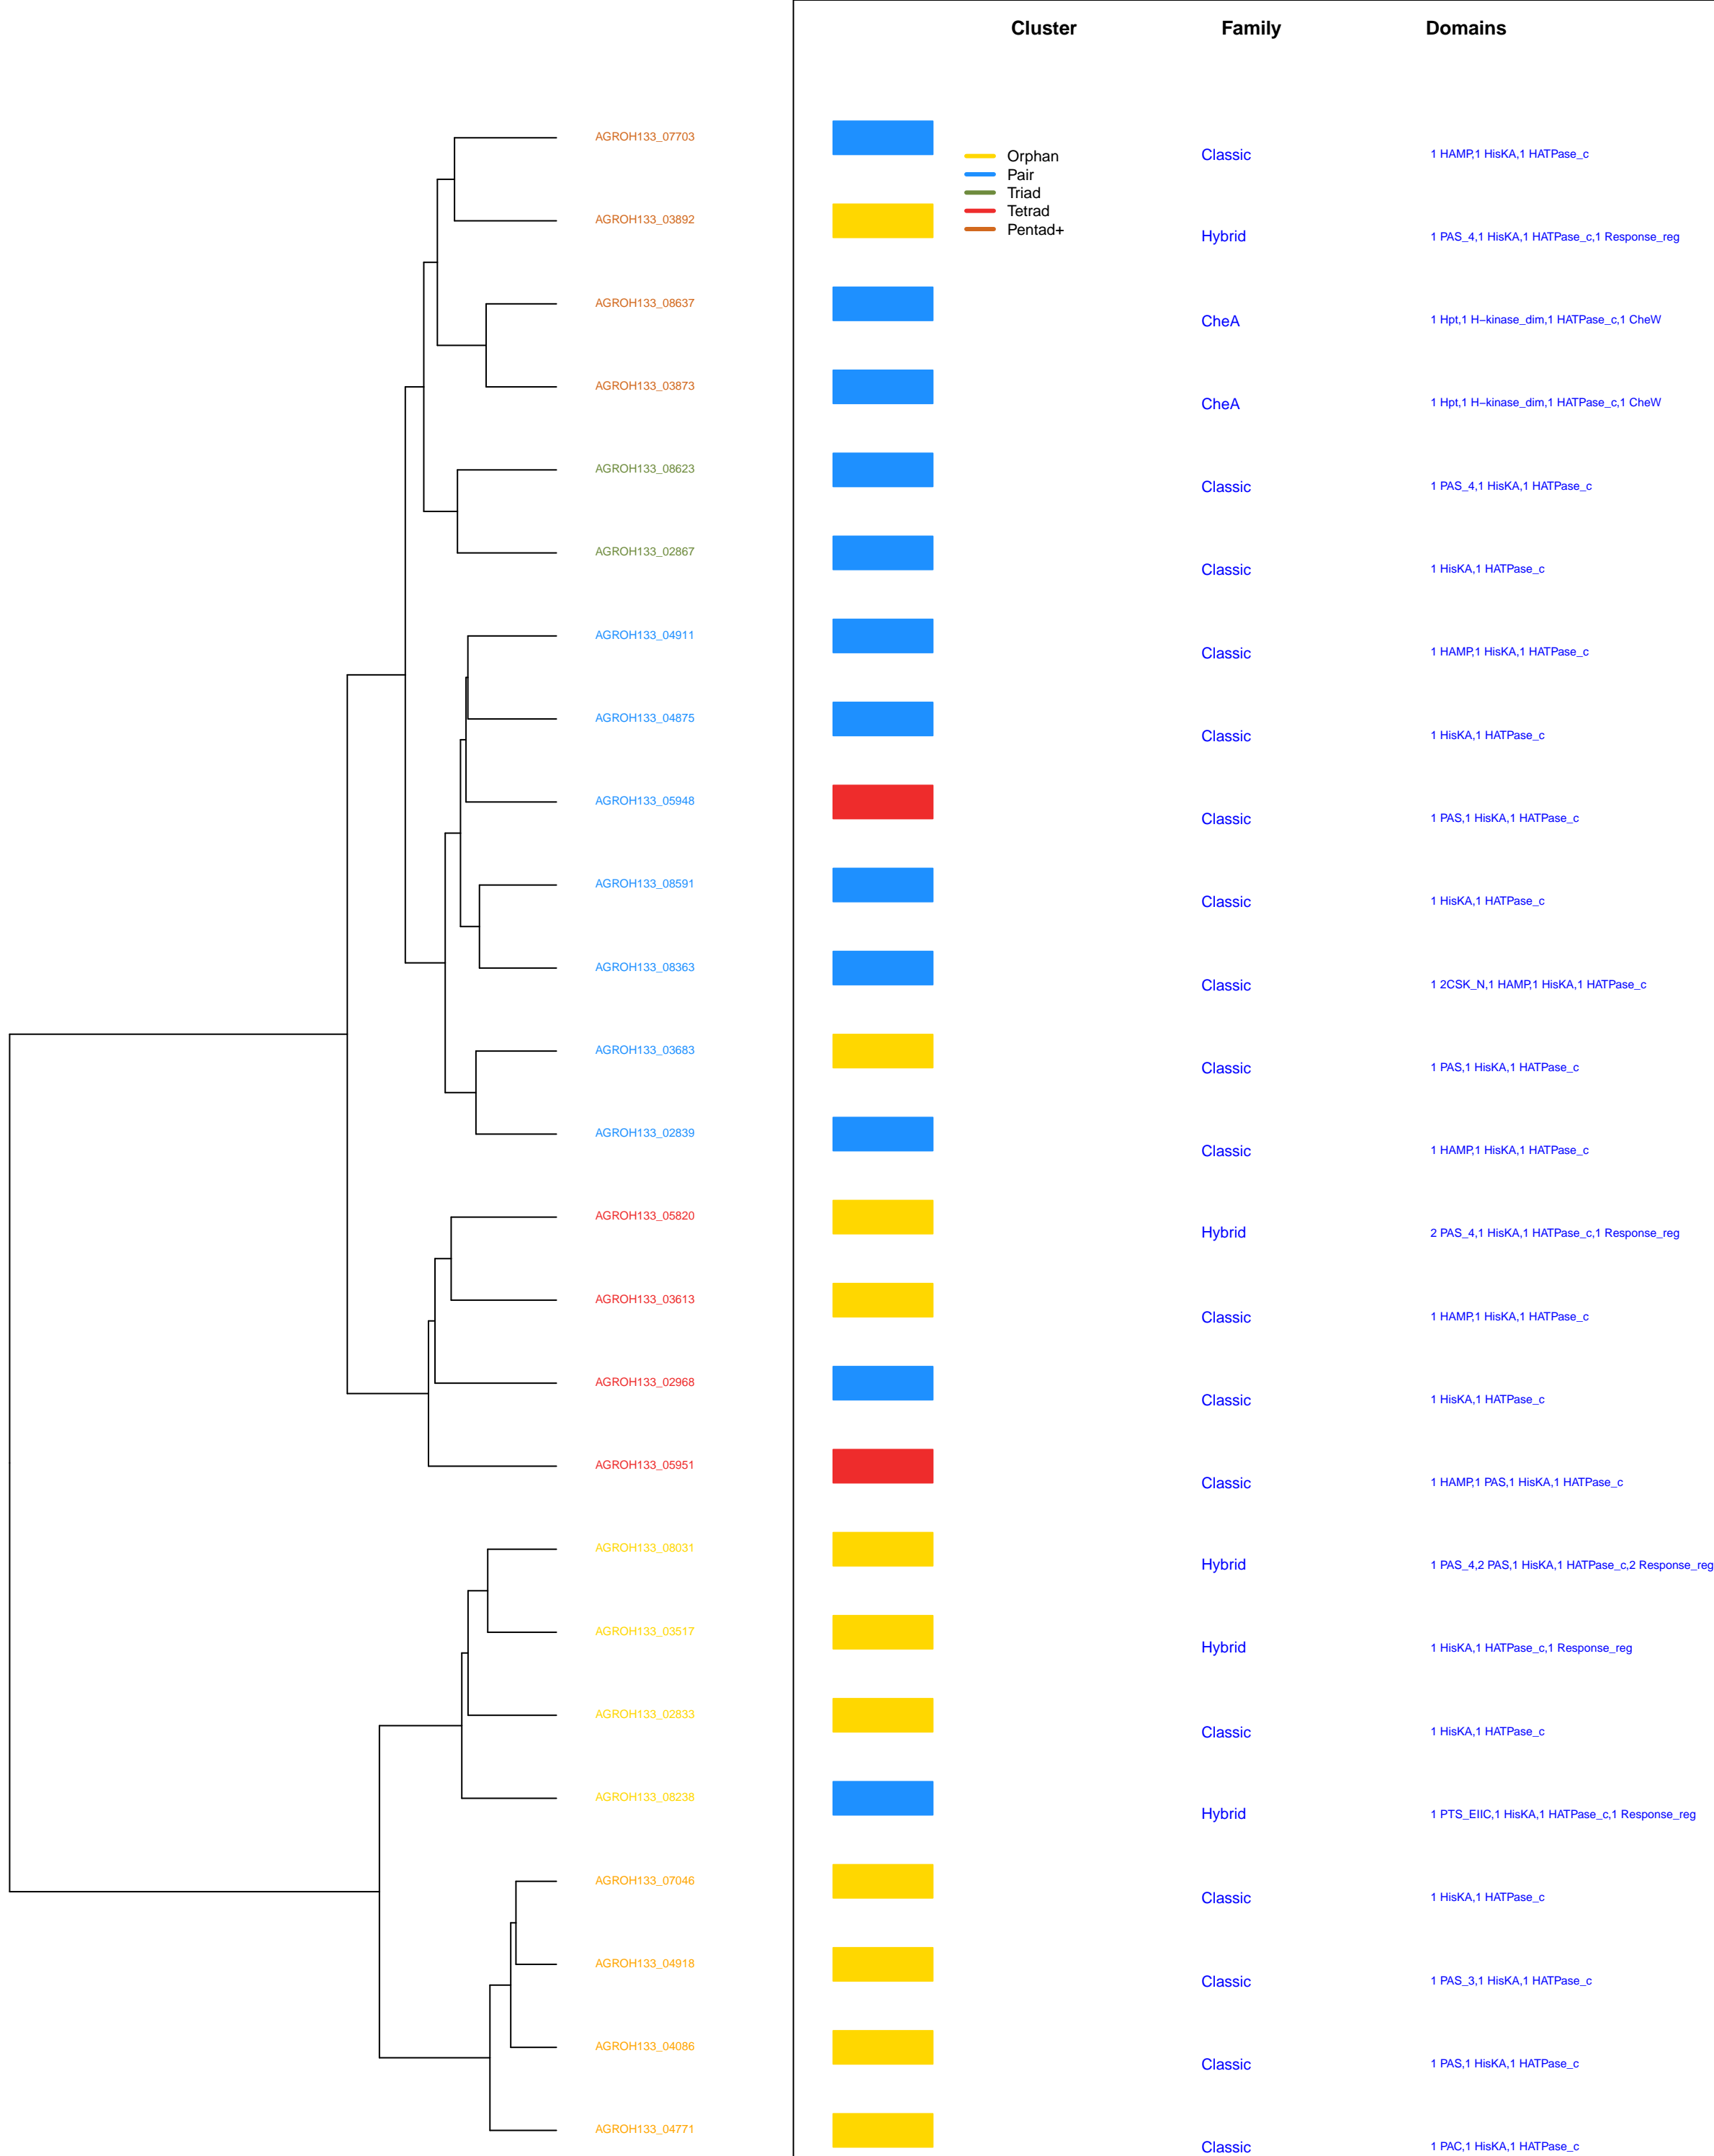 Cluster Family Domains
AGROH133_07703
Orphan
Classic 1 HAMP,1 HisKA,1 HATPase_c
Pair
Triad
Tetrad
AGROH133_03892
Pentad+
Hybrid 1 PAS_4,1 HisKA,1 HATPase_c,1 Response_reg
AGROH133_08637
CheA 1 Hpt,1 H−kinase_dim,1 HATPase_c,1 CheW
AGROH133_03873
CheA 1 Hpt,1 H−kinase_dim,1 HATPase_c,1 CheW
AGROH133_08623
Classic 1 PAS_4,1 HisKA,1 HATPase_c
AGROH133_02867
Classic 1 HisKA,1 HATPase_c
AGROH133_04911
Classic 1 HAMP,1 HisKA,1 HATPase_c
AGROH133_04875
Classic 1 HisKA,1 HATPase_c
AGROH133_05948
Classic 1 PAS,1 HisKA,1 HATPase_c
AGROH133_08591
Classic 1 HisKA,1 HATPase_c
AGROH133_08363
Classic 1 2CSK_N,1 HAMP,1 HisKA,1 HATPase_c
AGROH133_03683
Classic 1 PAS,1 HisKA,1 HATPase_c
AGROH133_02839
Classic 1 HAMP,1 HisKA,1 HATPase_c
AGROH133_05820
Hybrid 2 PAS_4,1 HisKA,1 HATPase_c,1 Response_reg
AGROH133_03613
Classic 1 HAMP,1 HisKA,1 HATPase_c
AGROH133_02968
Classic 1 HisKA,1 HATPase_c
AGROH133_05951
Classic 1 HAMP,1 PAS,1 HisKA,1 HATPase_c
AGROH133_08031
Hybrid 1 PAS_4,2 PAS,1 HisKA,1 HATPase_c,2 Response_reg
AGROH133_03517
Hybrid 1 HisKA,1 HATPase_c,1 Response_reg
AGROH133_02833
Classic 1 HisKA,1 HATPase_c
AGROH133_08238
Hybrid 1 PTS_EIIC,1 HisKA,1 HATPase_c,1 Response_reg
AGROH133_07046
Classic 1 HisKA,1 HATPase_c
AGROH133_04918
Classic 1 PAS_3,1 HisKA,1 HATPase_c
AGROH133_04086
Classic 1 PAS,1 HisKA,1 HATPase_c
AGROH133_04771
Classic 1 PAC,1 HisKA,1 HATPase_c